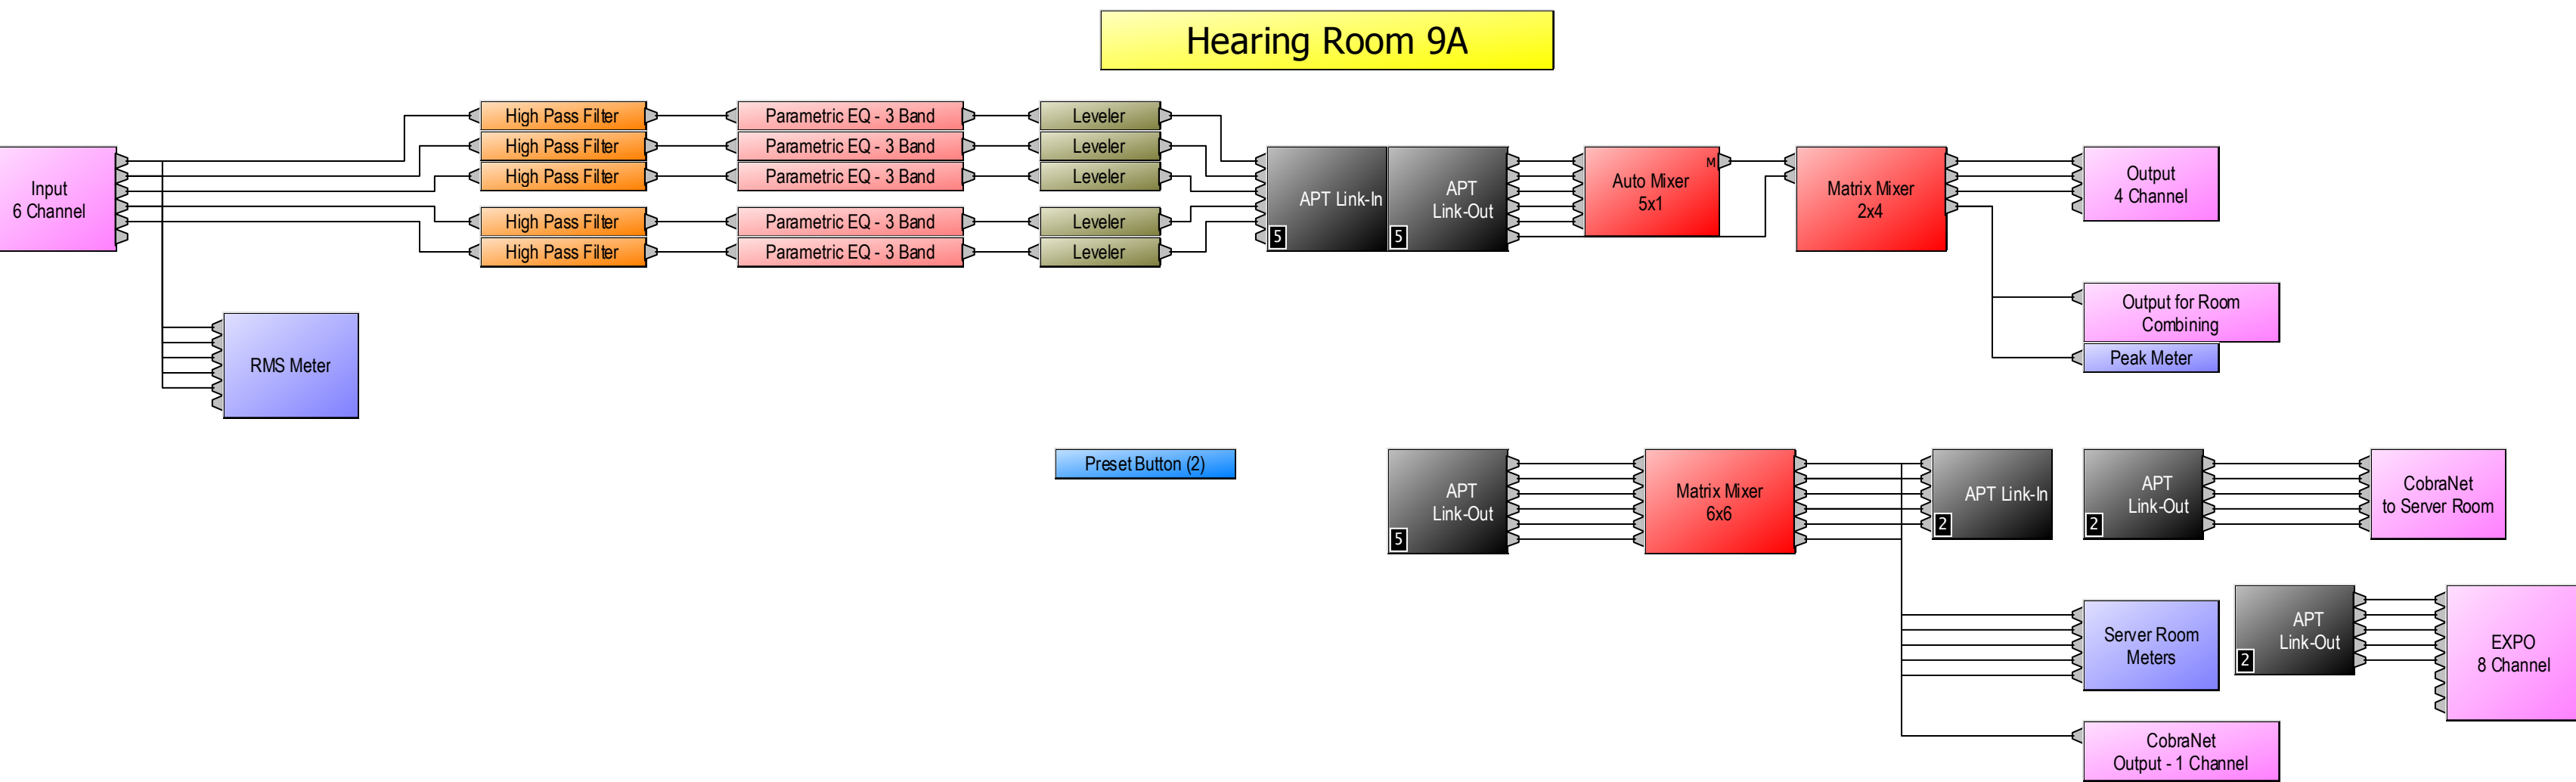 Hearing Room 9A
High Pass Filter
Parametric EQ - 3 Band
Leveler
High Pass Filter
Parametric EQ - 3 Band
Leveler
High Pass Filter
Parametric EQ - 3 Band
Leveler
High Pass Filter
Parametric EQ - 3 Band
Leveler
High Pass Filter
Parametric EQ - 3 Band
Leveler
Input
6 Channel
APT Link-In
5
APT
Link-Out
5
M
Auto Mixer
5x1
Matrix Mixer
2x4
Output
4 Channel
Output for Room
Combining
Peak Meter
RMS Meter
Preset Button (2)
APT
Link-Out
5
Matrix Mixer
6x6
APT Link-In
2
APT
Link-Out
2
CobraNet
to Server Room
Server Room
Meters
APT
Link-Out
2
EXPO
8 Channel
CobraNet
Output - 1 Channel